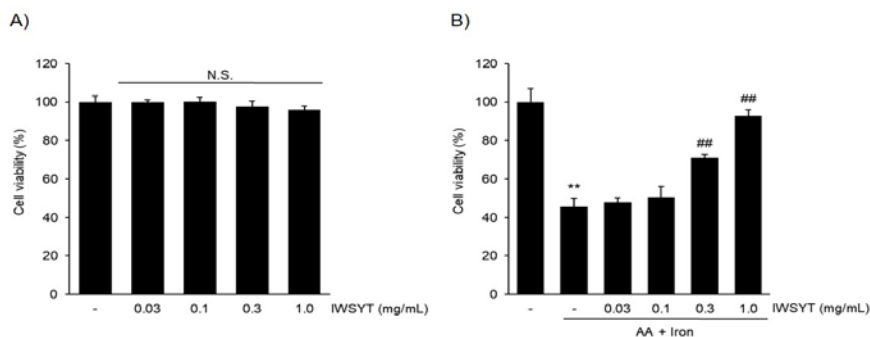 A)
N.S.
120
100
80
60
40
20
0
Cell viability (%)
- 0.03 0.1 0.3 1.0 IWSYT (mg/mL)
B)
120
100
80
60
40
20
0
Cell viability (%)
**
##
##
- - 0.03 0.1 0.3 1.0 IWSYT (mg/mL)
AA + Iron